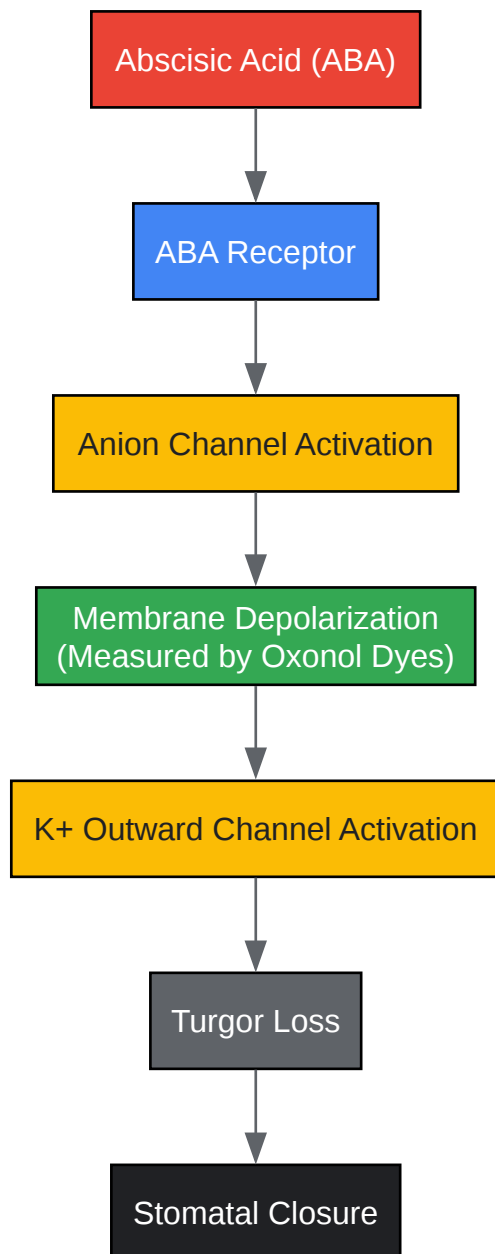 Abscisic Acid (ABA)
ABA Receptor
Anion Channel Activation
Membrane Depolarization
(Measured by Oxonol Dyes)
K+ Outward Channel Activation
Turgor Loss
Stomatal Closure